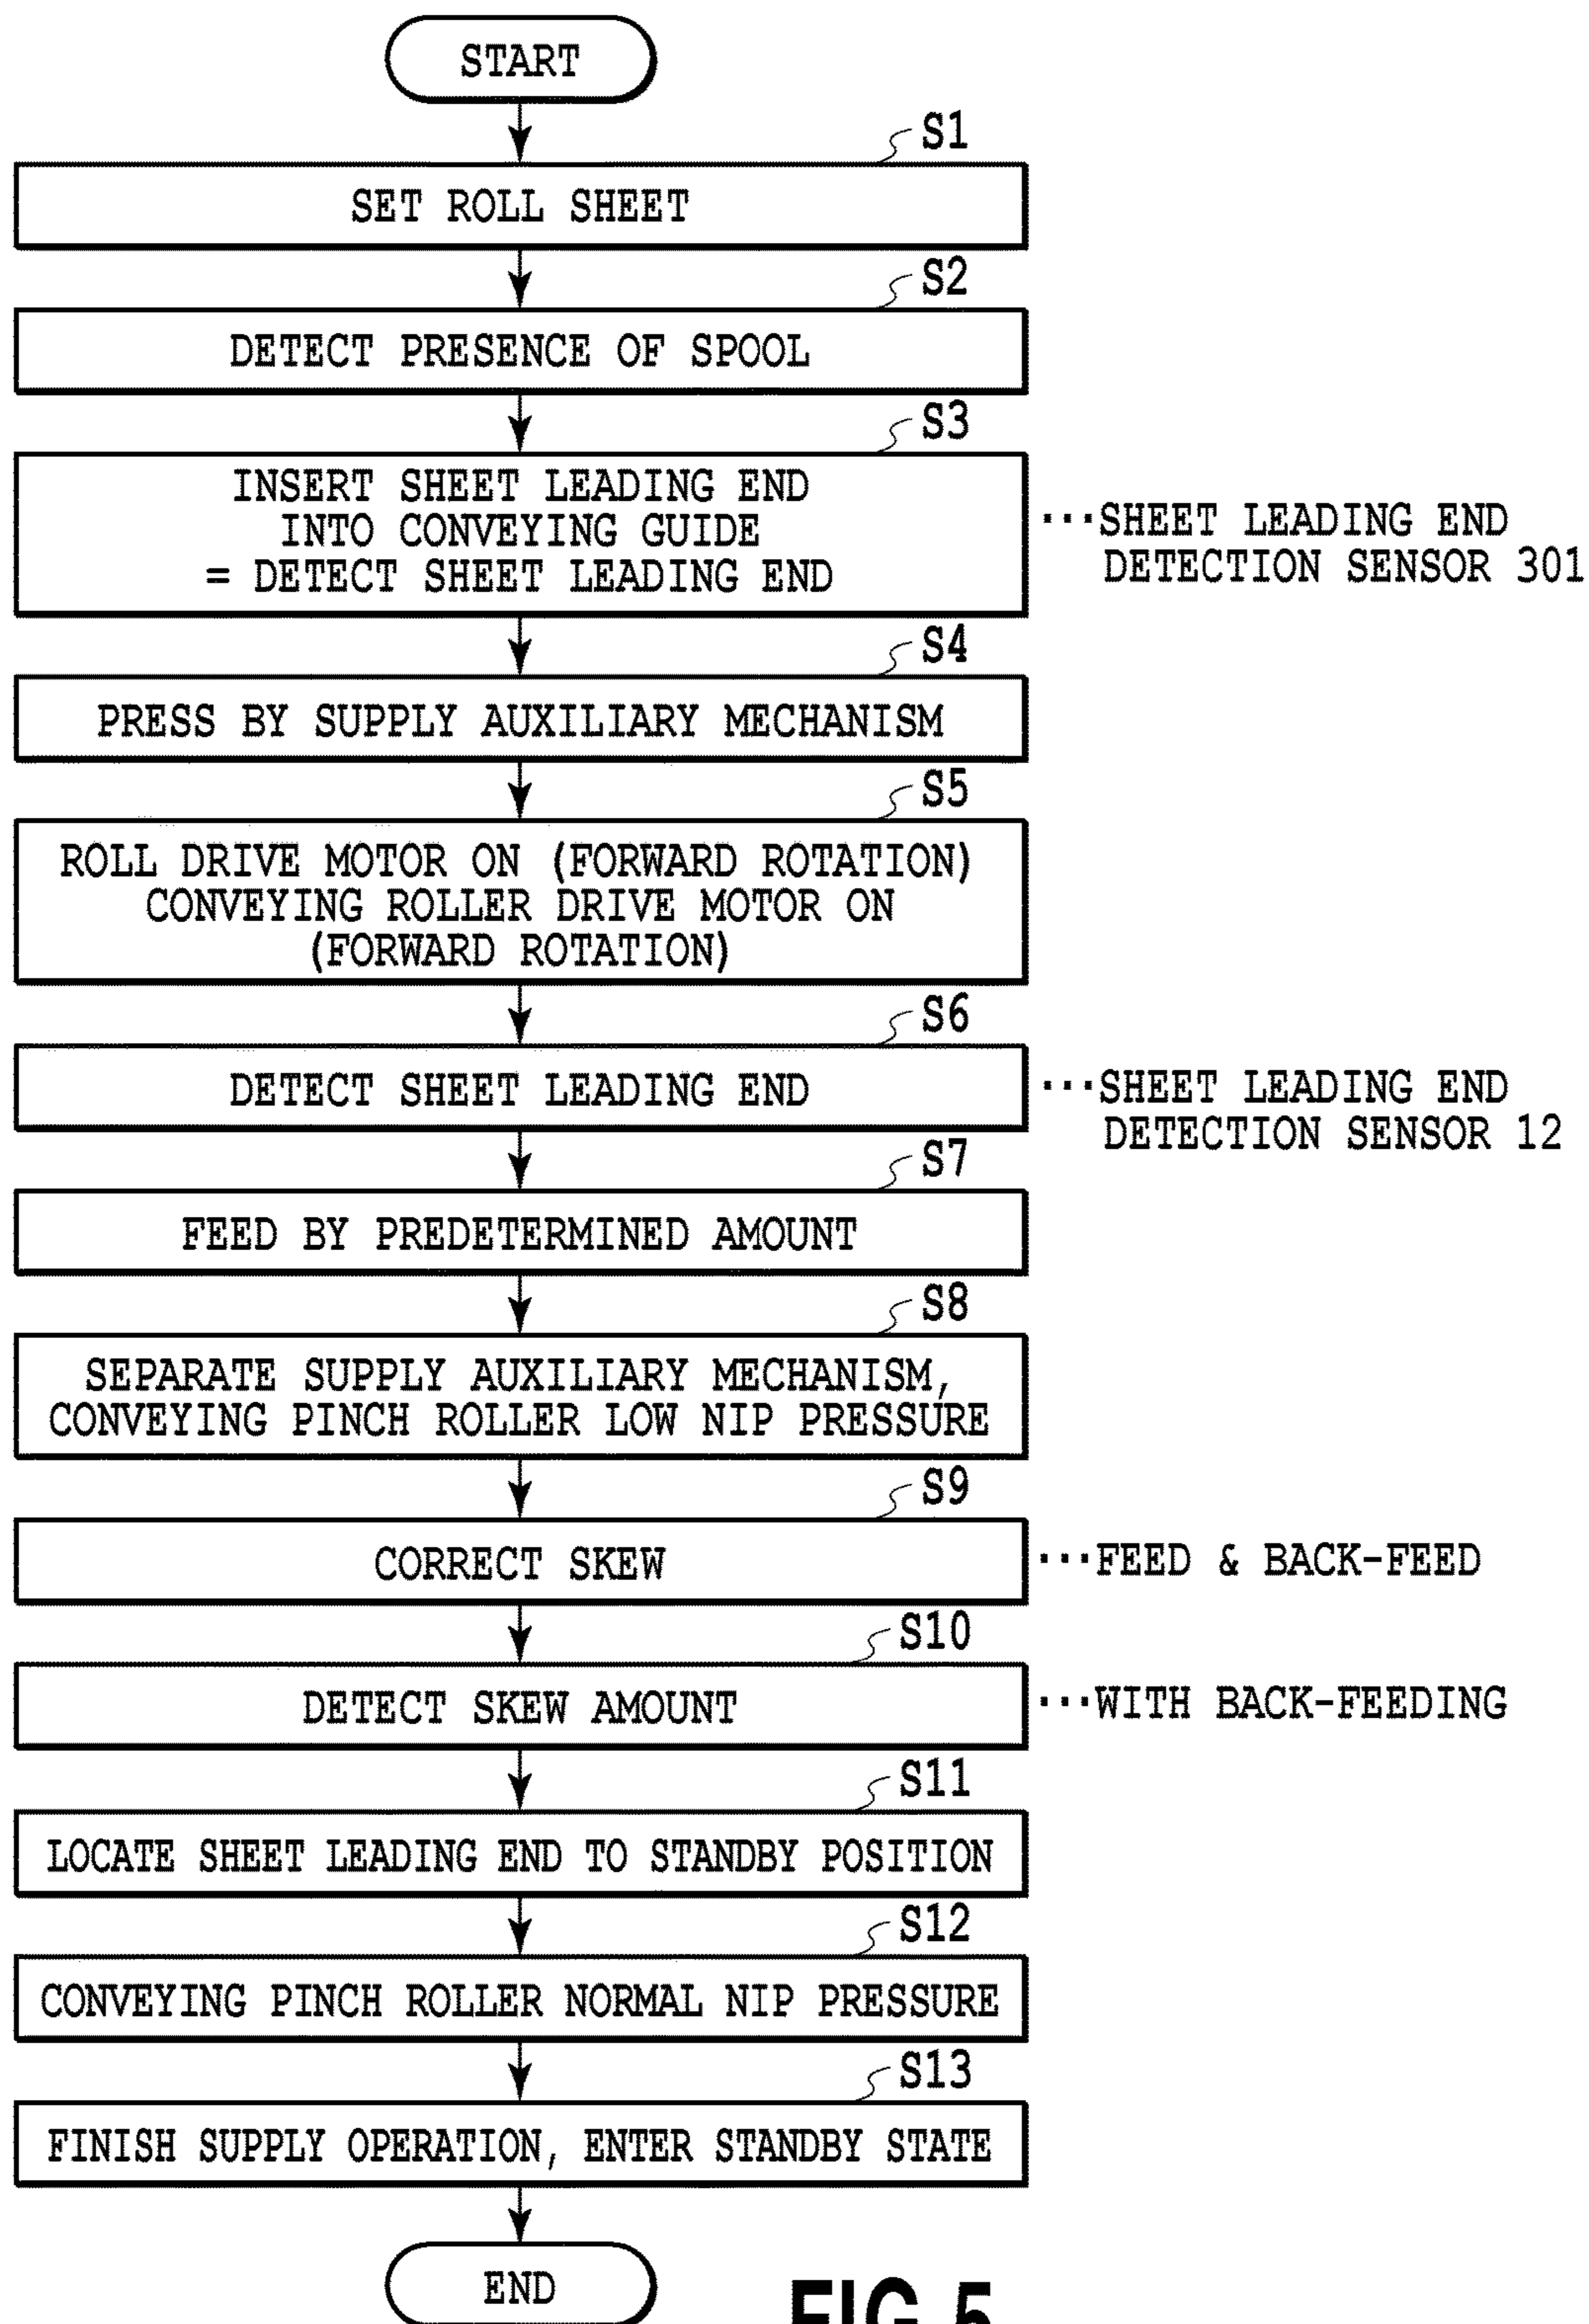 START
S1
SET ROLL SHEET
S2
DETECT PRESENCE OF SPOOL
S3
INSERT SHEET LEADING END
INTO CONVEYING GUIDE
= DETECT SHEET LEADING END
···SHEET LEADING END
DETECTION SENSOR 301
S4
PRESS BY SUPPLY AUXILIARY MECHANISM
S5
ROLL DRIVE MOTOR ON (FORWARD ROTATION)
CONVEYING ROLLER DRIVE MOTOR ON
(FORWARD ROTATION)
S6
DETECT SHEET LEADING END
···SHEET LEADING END
DETECTION SENSOR 12
S7
FEED BY PREDETERMINED AMOUNT
S8
SEPARATE SUPPLY AUXILIARY MECHANISM,
CONVEYING PINCH ROLLER LOW NIP PRESSURE
S9
CORRECT SKEW
···FEED & BACK-FEED
S10
DETECT SKEW AMOUNT
···WITH BACK-FEEDING
S11
LOCATE SHEET LEADING END TO STANDBY POSITION
S12
CONVEYING PINCH ROLLER NORMAL NIP PRESSURE
S13
FINISH SUPPLY OPERATION, ENTER STANDBY STATE
END
FIG.5